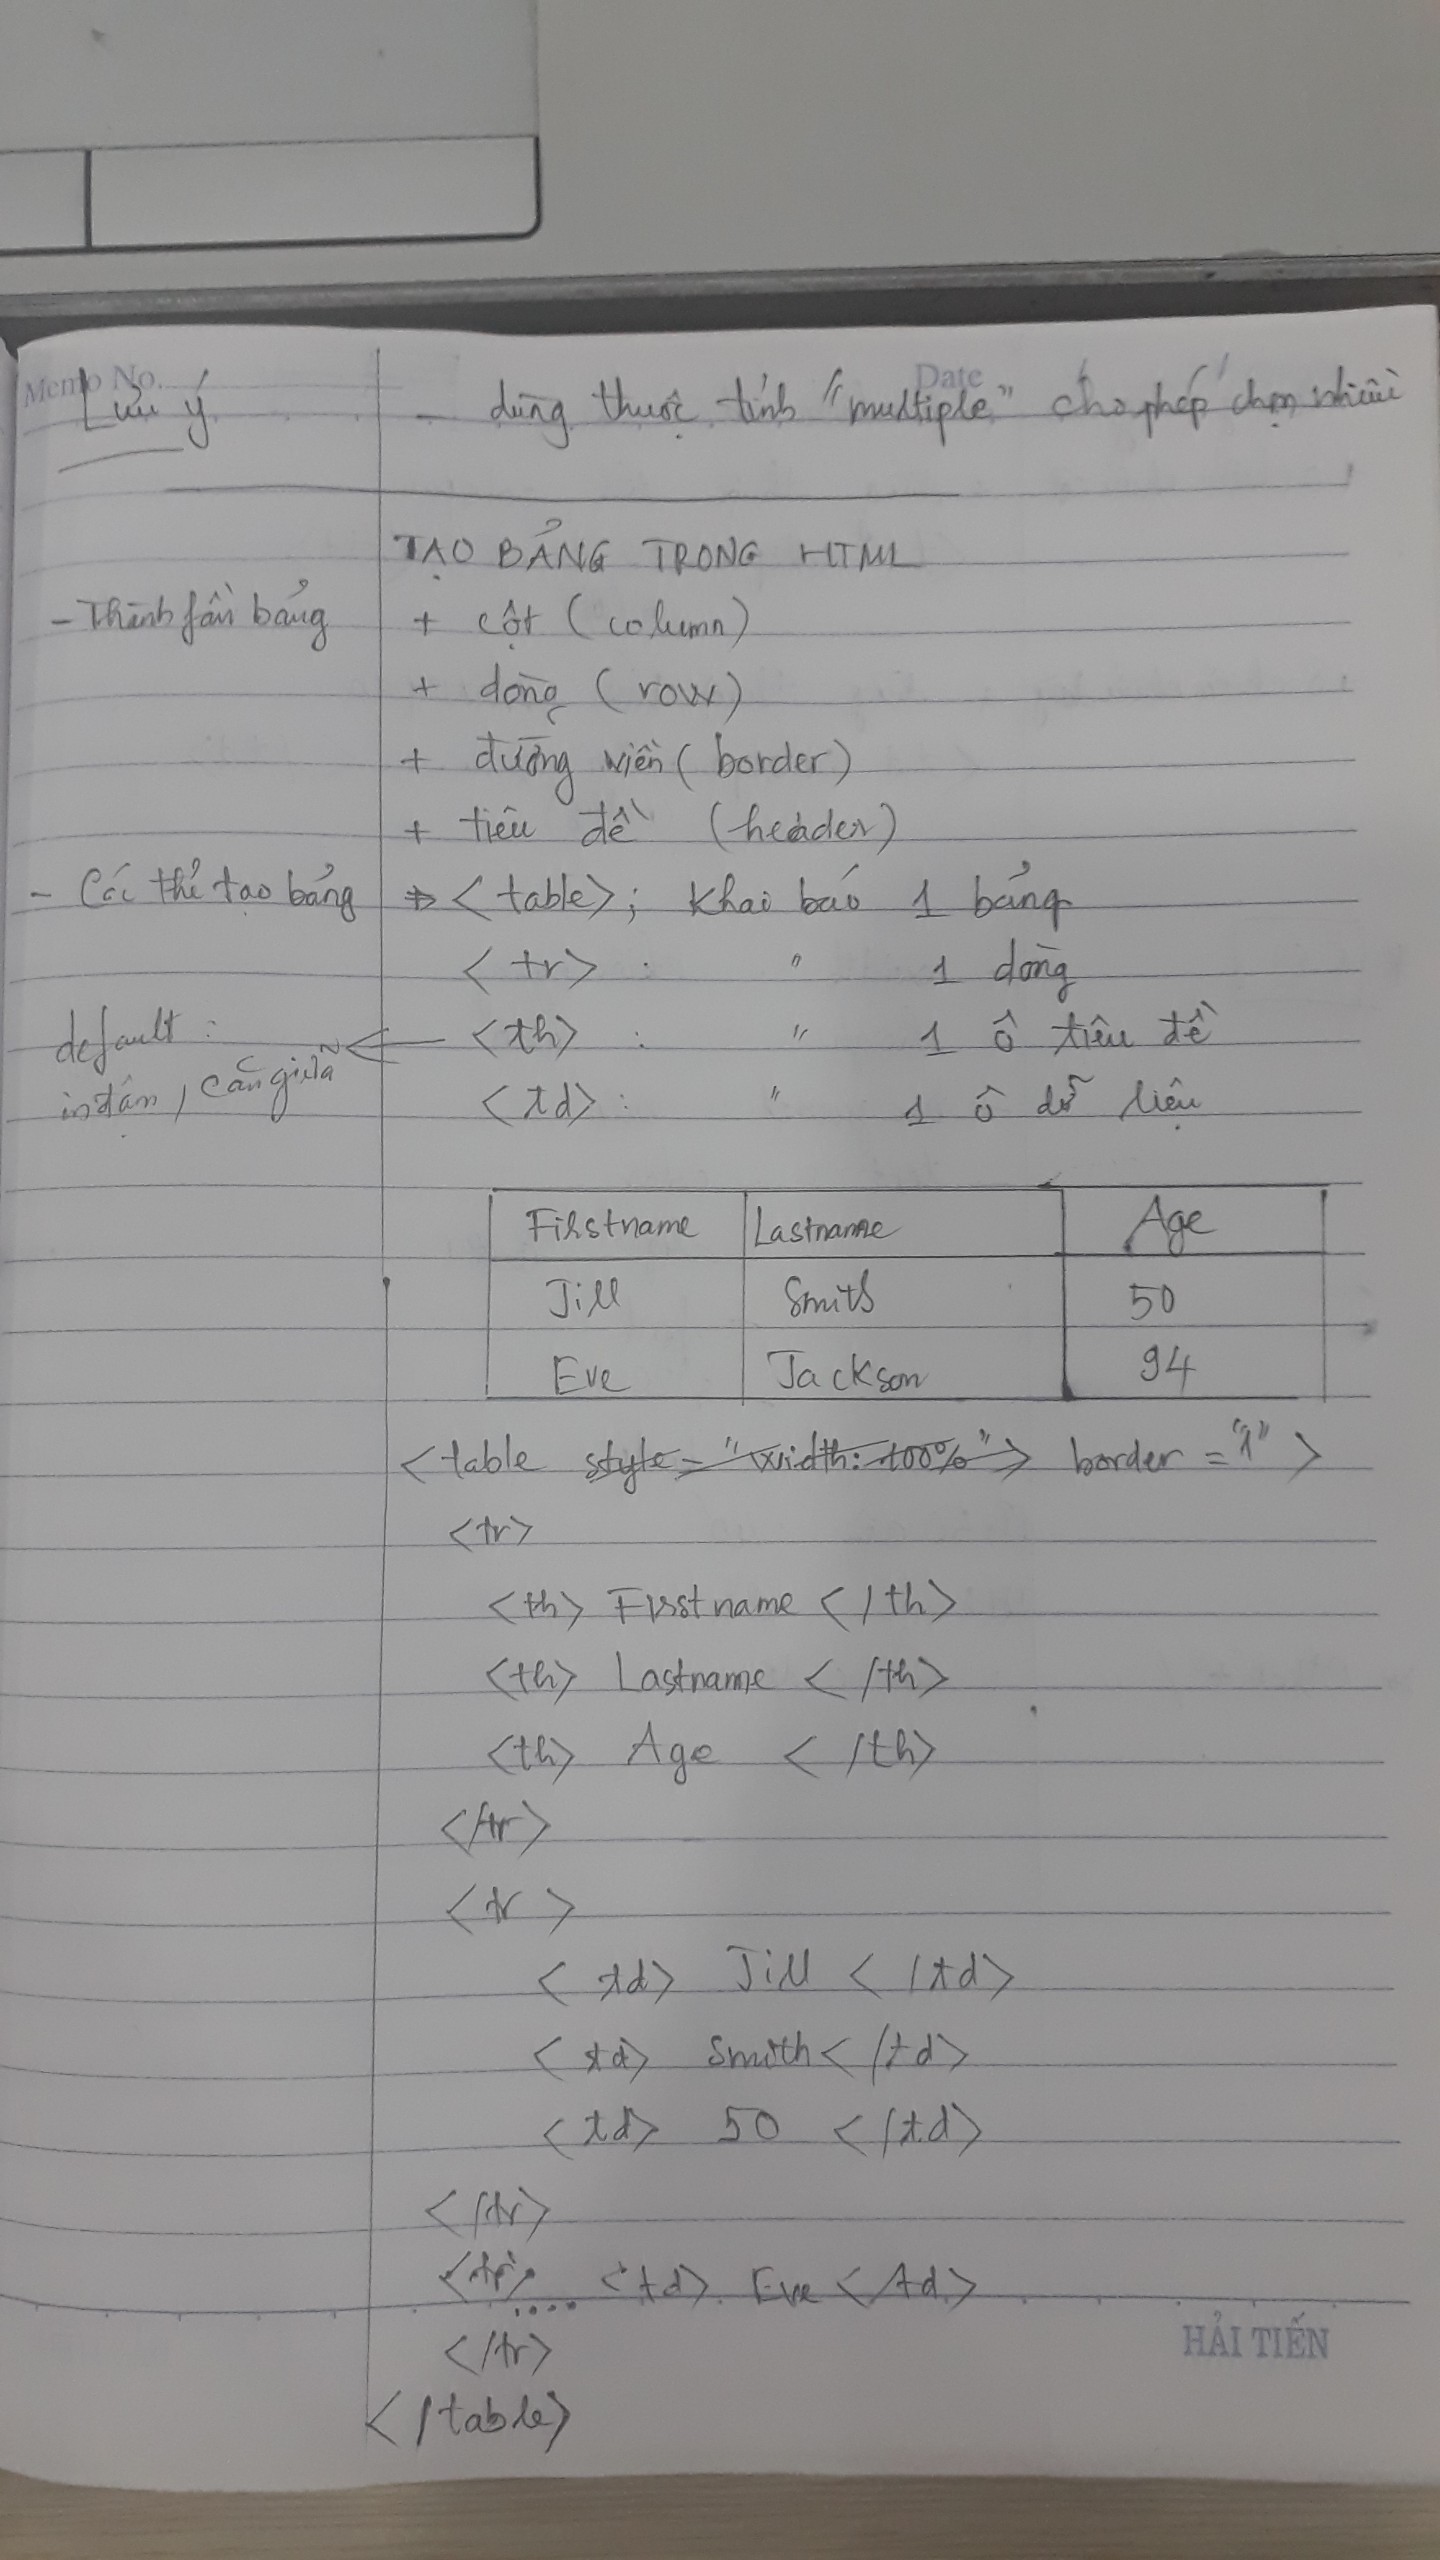 Memo No.
Date
Lưu ý - dùng thuộc tính "multiple" cho phép chọn nhiều
TẠO BẢNG TRONG HTML
- Thành fần bảng + cột (column)
+ dòng (row)
+ đường viền (border)
+ tiêu đề (header)
- Các thẻ tạo bảng → <table>; Khai báo 1 bảng
<tr> : " 1 dòng
default : ← <th> : " 1 ô tiêu đề
in đậm, căn giữa <td> : " 1 ô dữ liệu
Firstname Lastname Age
Jill Smith 50
Eve Jackson 94
<table style="width:100%"> border="1" >
<tr>
<th> Firstname </th>
<th> Lastname </th>
<th> Age </th>
</tr>
<tr>
<td> Jill </td>
<td> Smith </td>
<td> 50 </td>
</tr>
<tr> .... <td> Eve </td>
</tr>
</table>
HẢI TIẾN